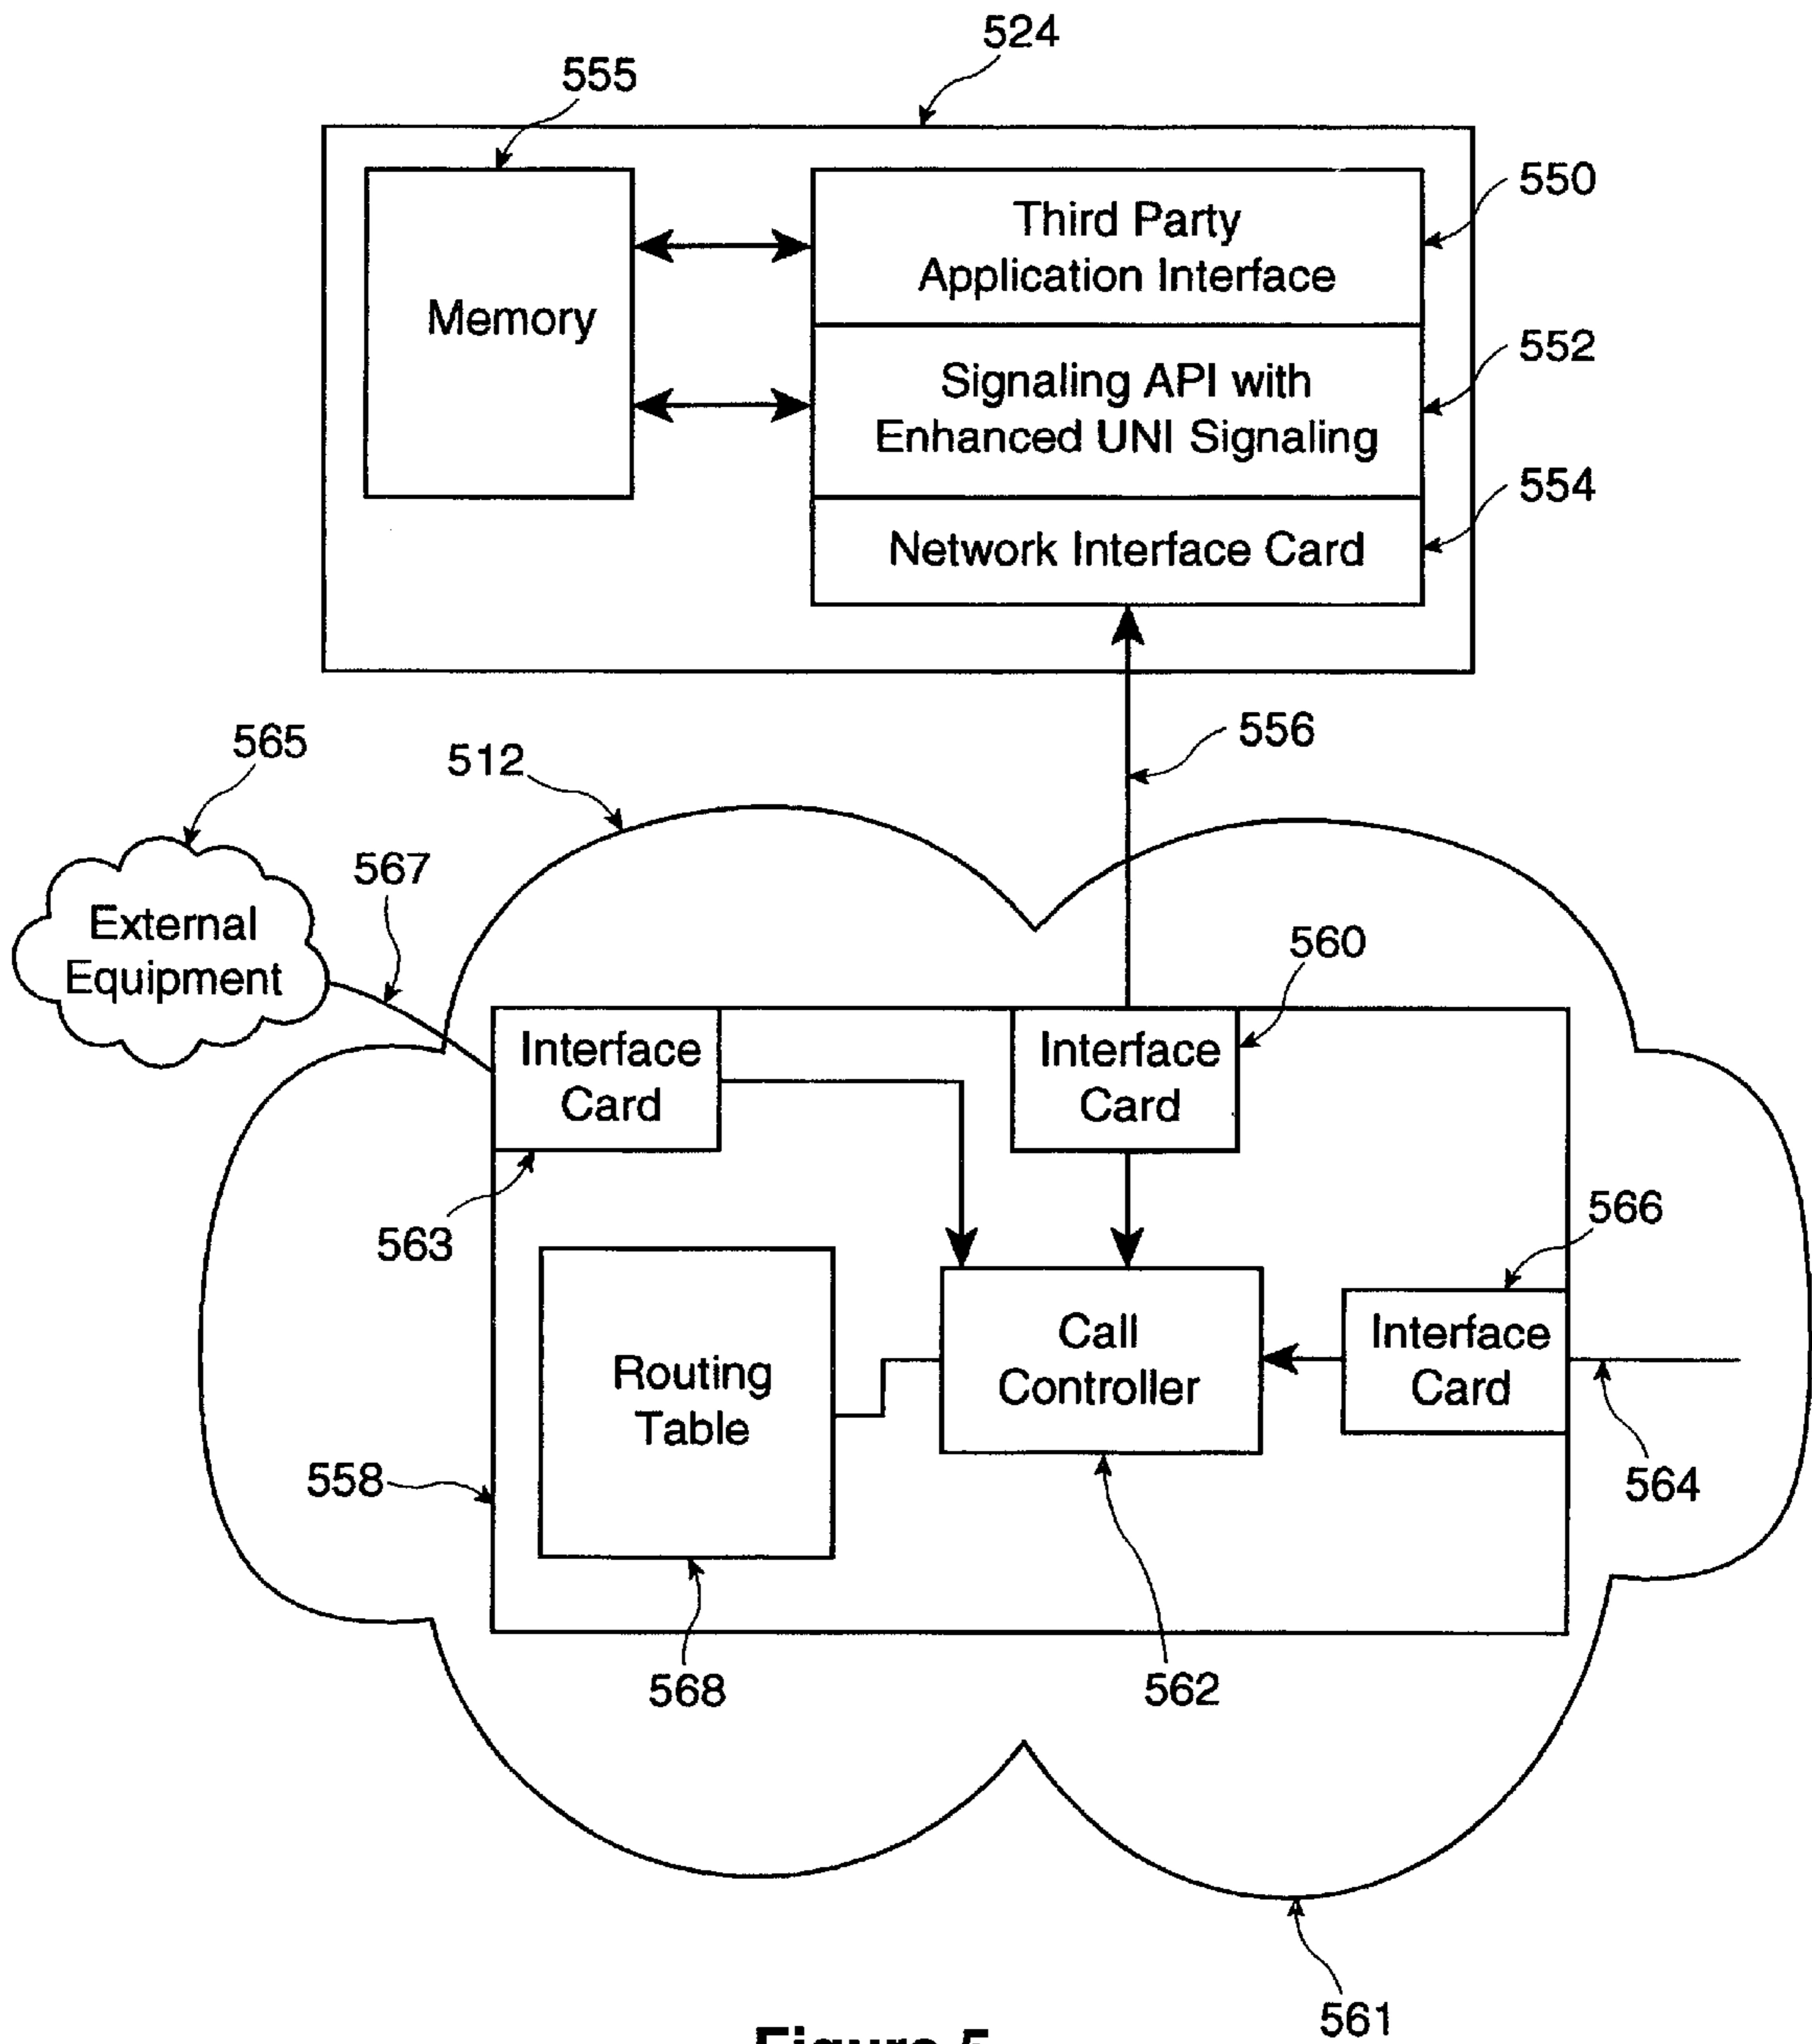 524
555
550
Third Party
Application Interface
Memory
552
Signaling API with
Enhanced UNI Signaling
554
Network Interface Card
556
565
512
567
External
Equipment
560
Interface
Card
Interface
Card
563
566
Interface
Card
Call
Controller
Routing
Table
558
564
568
562
561
Figure 5